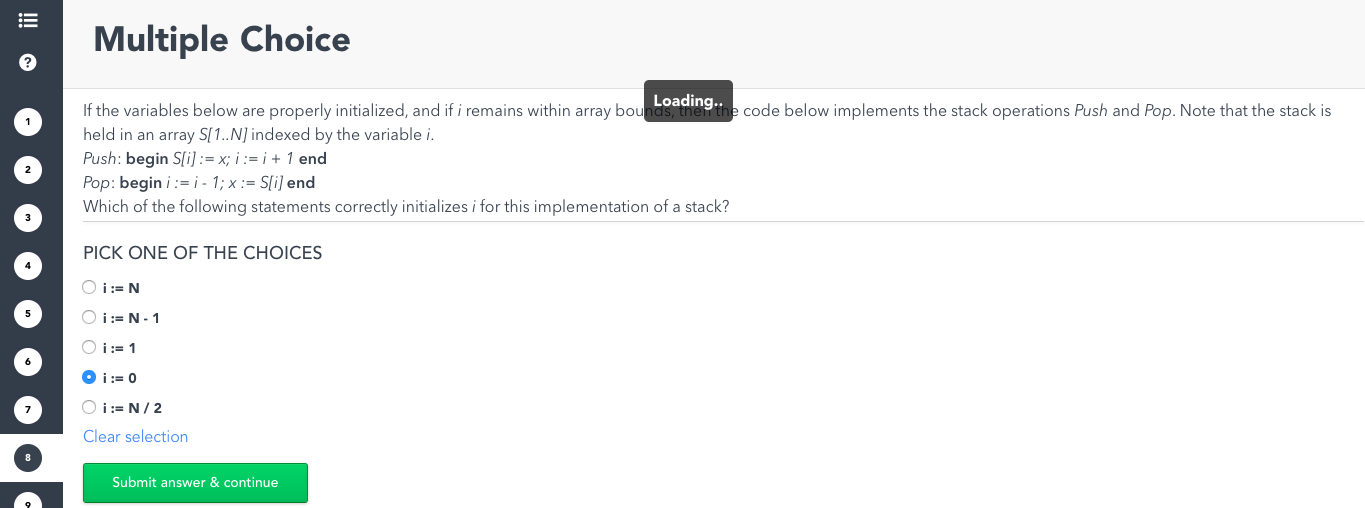 Multiple Choice
Loading..
If the variables below are properly initialized, and if i remains within array bounds, then the code below implements the stack operations Push and Pop. Note that the stack is
held in an array S[1..N] indexed by the variable i.
Push: begin S[i] := x; i := i + 1 end
Pop: begin i := i - 1; x := S[i] end
Which of the following statements correctly initializes i for this implementation of a stack?
PICK ONE OF THE CHOICES
i := N
i := N - 1
i := 1
i := 0
i := N / 2
Clear selection
Submit answer & continue
?
1
2
3
4
5
6
7
8
9